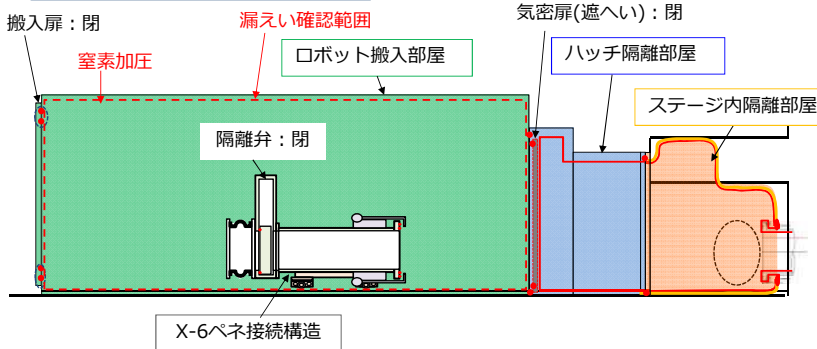 搬入扉：閉
漏えい確認範囲
気密扉(遮へい)：閉
窒素加圧
ロボット搬入部屋
ハッチ隔離部屋
ステージ内隔離部屋
隔離弁：閉
X-6ペネ接続構造